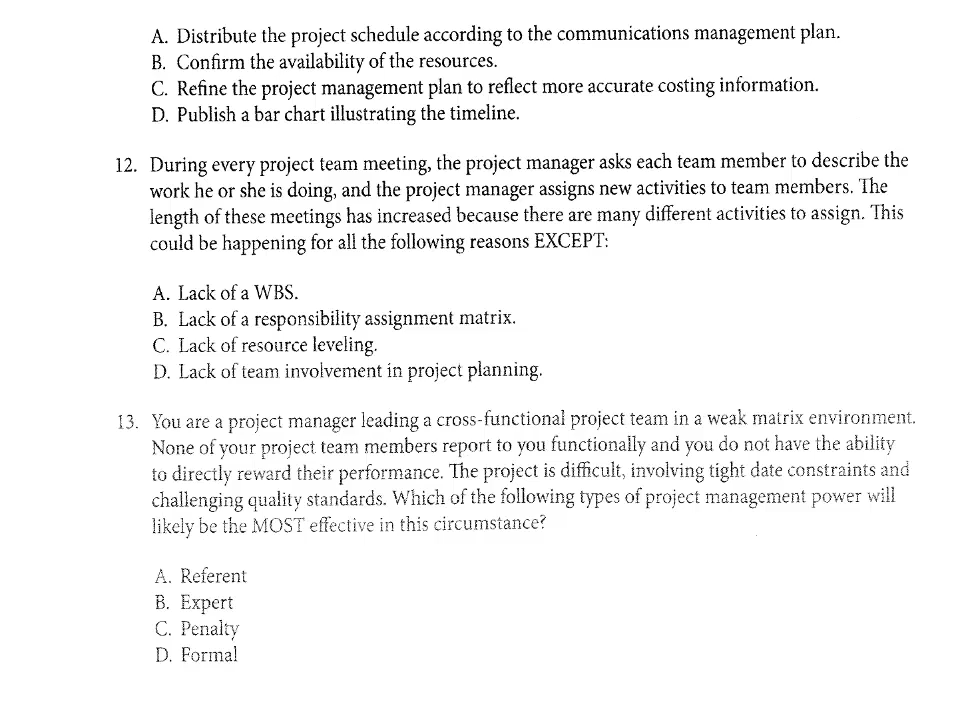 A. Distribute the project schedule according to the communications management plan.
B. Confirm the availability of the resources.
C. Refine the project management plan to reflect more accurate costing information.
D. Publish a bar chart illustrating the timeline.
12. During every project team meeting, the project manager asks each team member to describe the
work he or she is doing, and the project manager assigns new activities to team members. The
length of these meetings has increased because there are many different activities to assign. This
could be happening for all the following reasons EXCEPT:
A. Lack of a WBS.
B. Lack of a responsibility assignment matrix.
C. Lack of resource leveling.
D. Lack of team involvement in project planning.
13. You are a project manager leading a cross-functional project team in a weak matrix environment.
None of your project team members report to you functionally and you do not have the ability
to directly reward their performance. The project is difficult, involving tight date constraints and
challenging quality standards. Which of the following types of project management power will
likely be the MOST effective in this circumstance?
A. Referent
B. Expert
C. Penalty
D. Formal